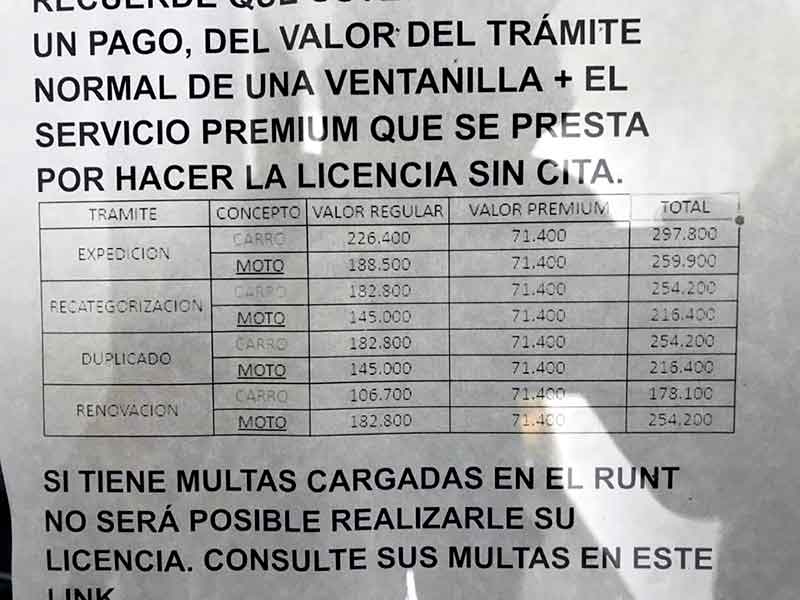 RECUERDE QUE
UN PAGO, DEL VALOR DEL TRÁMITE
NORMAL DE UNA VENTANILLA + EL
SERVICIO PREMIUM QUE SE PRESTA
POR HACER LA LICENCIA SIN CITA.
TRAMITE CONCEPTO VALOR REGULAR VALOR PREMIUM TOTAL
EXPEDICION CARRO 226.400 71.400 297.800
MOTO 188.500 71.400 259.900
RECATEGORIZACION CARRO 182.800 71.400 254.200
MOTO 145.000 71.400 216.400
DUPLICADO CARRO 182.800 71.400 254.200
MOTO 145.000 71.400 216.400
RENOVACION CARRO 106.700 71.400 178.100
MOTO 182.800 71.400 254.200
SI TIENE MULTAS CARGADAS EN EL RUNT
NO SERÁ POSIBLE REALIZARLE SU
LICENCIA. CONSULTE SUS MULTAS EN ESTE
LINK